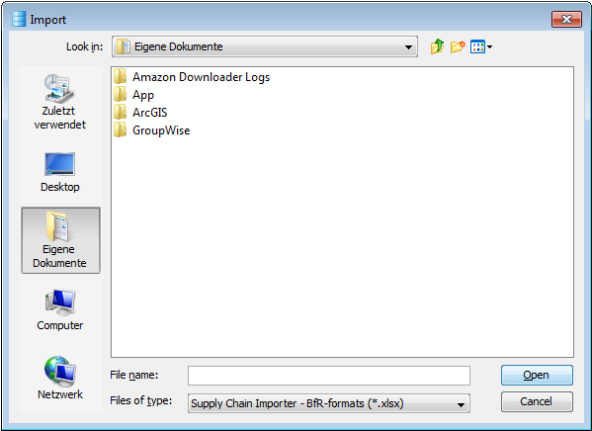 Import
Look in: Eigene Dokumente
Zuletzt
verwendet
Desktop
Eigene
Dokumente
Computer
Netzwerk
Amazon Downloader Logs
App
ArcGIS
GroupWise
File name:
Open
Files of type: Supply Chain Importer - BfR-formats (*.xlsx)
Cancel